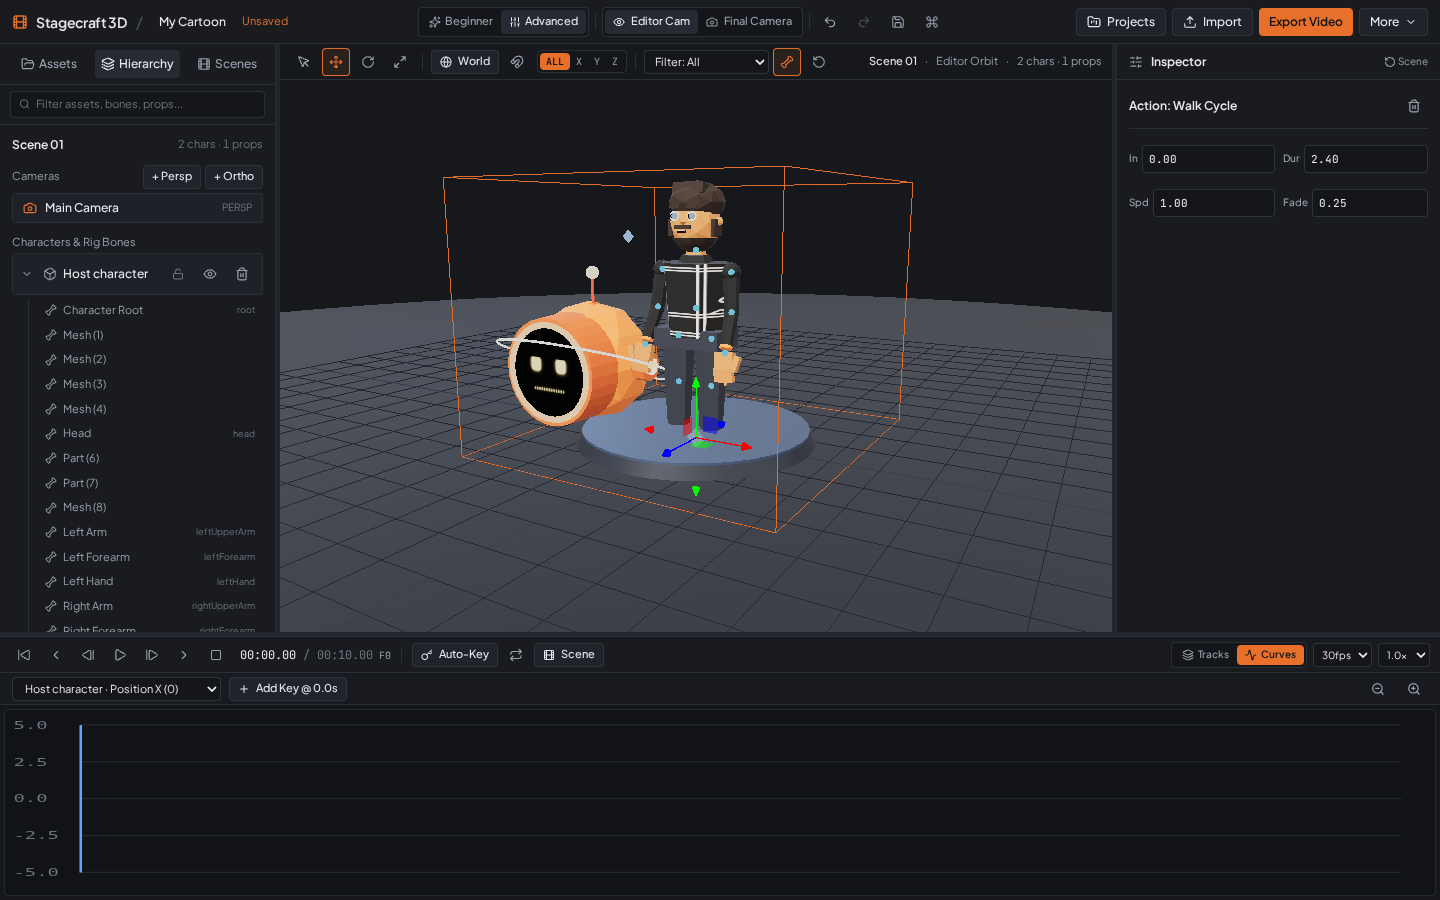 Stagecraft 3D / My Cartoon Unsaved Beginner Advanced Editor Cam Final Camera Projects Import Export Video More
Assets Hierarchy Scenes
World ALL X Y Z Filter: All Scene 01 · Editor Orbit · 2 chars · 1 props
Inspector Scene
Filter assets, bones, props...
Scene 01 2 chars · 1 props
Cameras + Persp + Ortho
Main Camera PERSP
Characters & Rig Bones
Host character
Character Root root
Mesh (1)
Mesh (2)
Mesh (3)
Mesh (4)
Head head
Part (6)
Part (7)
Mesh (8)
Left Arm leftUpperArm
Left Forearm leftForearm
Left Hand leftHand
Right Arm rightUpperArm
Right Forearm rightForearm
Action: Walk Cycle
In 0.00 Dur 2.40
Spd 1.00 Fade 0.25
00:00.00 / 00:10.00 F0 Auto-Key Scene Tracks Curves 30fps 1.0x
Host character · Position X (0) + Add Key @ 0.0s
5.0
2.5
0.0
-2.5
-5.0